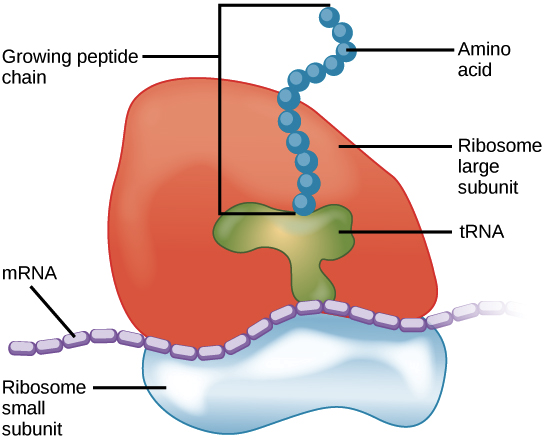 Growing peptide
chain
Amino
acid
Ribosome
large
subunit
tRNA
mRNA
Ribosome
small
subunit